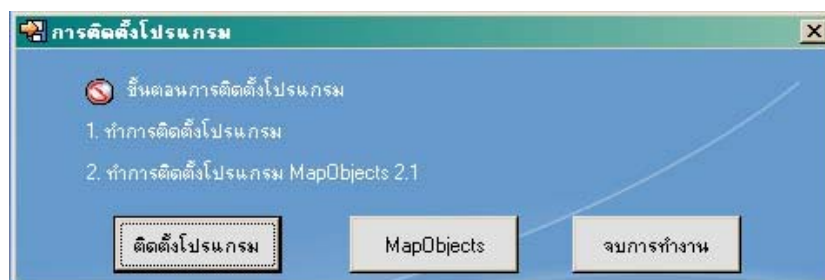 การติดตั้งโปรแกรม
ขั้นตอนการติดตั้งโปรแกรม
1. ทำการติดตั้งโปรแกรม
2. ทำการติดตั้งโปรแกรม MapObjects 2.1
ติดตั้งโปรแกรม MapObjects จบการทำงาน